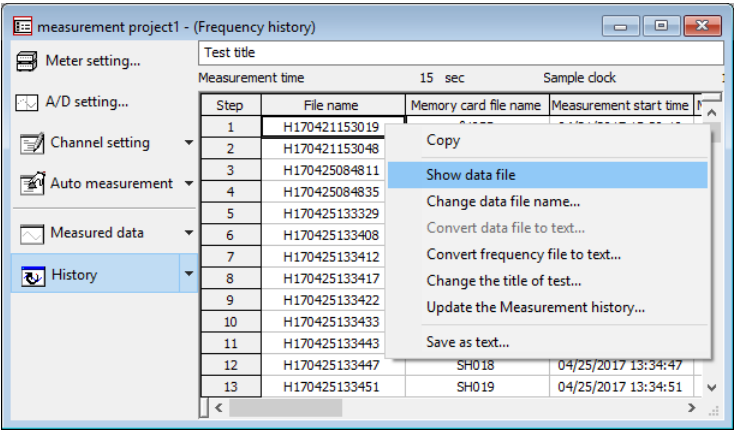 measurement project1 - (Frequency history)
Meter setting...
A/D setting...
Channel setting
Auto measurement
Measured data
History
Test title
Measurement time 15 sec Sample clock
Step File name Memory card file name Measurement start time
1 H170421153019
2 H170421153048
3 H170425084811
4 H170425084835
5 H170425133329
6 H170425133408
7 H170425133412
8 H170425133417
9 H170425133422
10 H170425133433
11 H170425133443
12 H170425133447 SH018 04/25/2017 13:34:47
13 H170425133451 SH019 04/25/2017 13:34:51
Copy
Show data file
Change data file name...
Convert data file to text...
Convert frequency file to text...
Change the title of test...
Update the Measurement history...
Save as text...